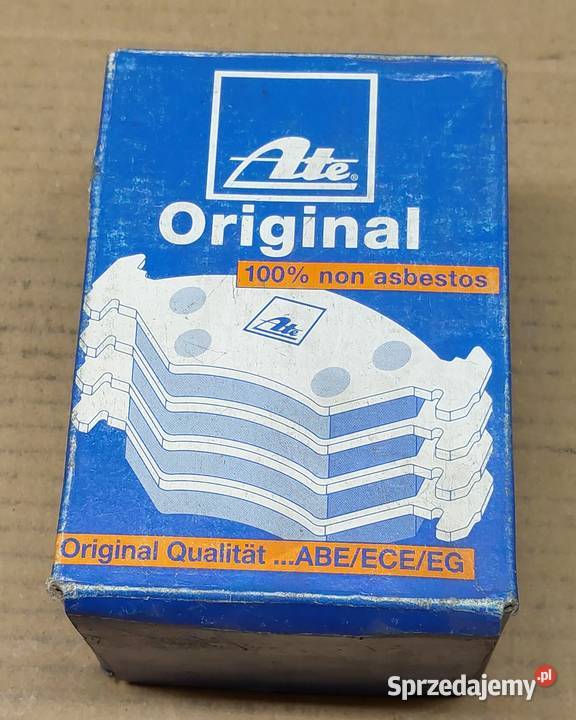 Ate
Original
100% non asbestos
Ate
Original Qualität ...ABE/ECE/EG
Sprzedajemy.pl